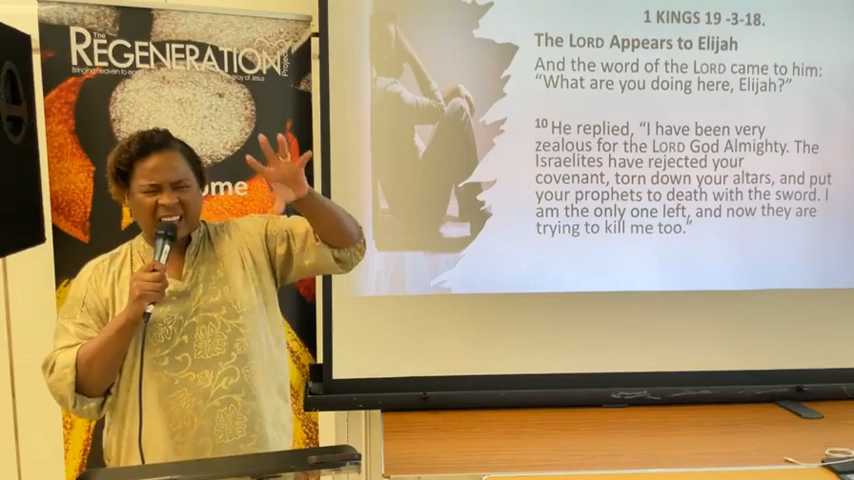 The
REGENERATION
Project
Bringing heaven to earth
of Jesus
ome
1 KINGS 19 -3-18.
The LORD Appears to Elijah
And the word of the LORD came to him:
"What are you doing here, Elijah?"
10 He replied, "I have been very
zealous for the LORD God Almighty. The
Israelites have rejected your
covenant, torn down your altars, and put
your prophets to death with the sword. I
am the only one left, and now they are
trying to kill me too."